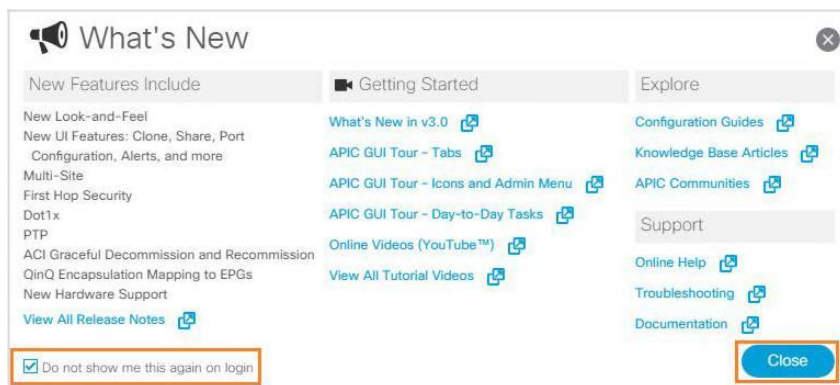 What's New
New Features Include
New Look-and-Feel
New UI Features: Clone, Share, Port
Configuration, Alerts, and more
Multi-Site
First Hop Security
Dot1x
PTP
ACI Graceful Decommission and Recommission
QinQ Encapsulation Mapping to EPGs
New Hardware Support
View All Release Notes
Getting Started
What's New in v3.0
APIC GUI Tour - Tabs
APIC GUI Tour - Icons and Admin Menu
APIC GUI Tour - Day-to-Day Tasks
Online Videos (YouTube™)
View All Tutorial Videos
Explore
Configuration Guides
Knowledge Base Articles
APIC Communities
Support
Online Help
Troubleshooting
Documentation
Do not show me this again on login
Close